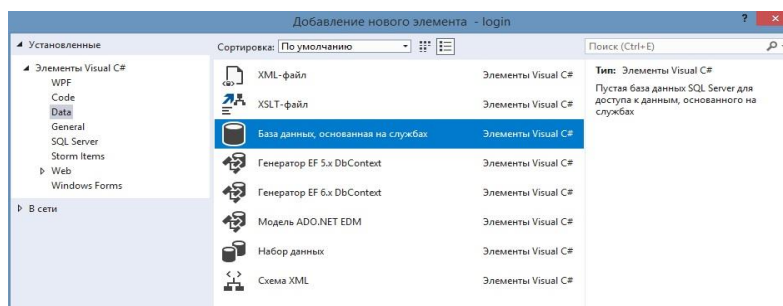 Добавление нового элемента - login
?
Установленные
Элементы Visual C#
WPF
Code
Data
General
SQL Server
Storm Items
Web
Windows Forms
В сети
Сортировка: По умолчанию
XML-файл Элементы Visual C#
XSLT-файл Элементы Visual C#
База данных, основанная на службах Элементы Visual C#
Генератор EF 5.x DbContext Элементы Visual C#
Генератор EF 6.x DbContext Элементы Visual C#
Модель ADO.NET EDM Элементы Visual C#
Набор данных Элементы Visual C#
Схема XML Элементы Visual C#
Поиск (Ctrl+E)
Тип: Элементы Visual C#
Пустая база данных SQL Server для
доступа к данным, основанного на
службах